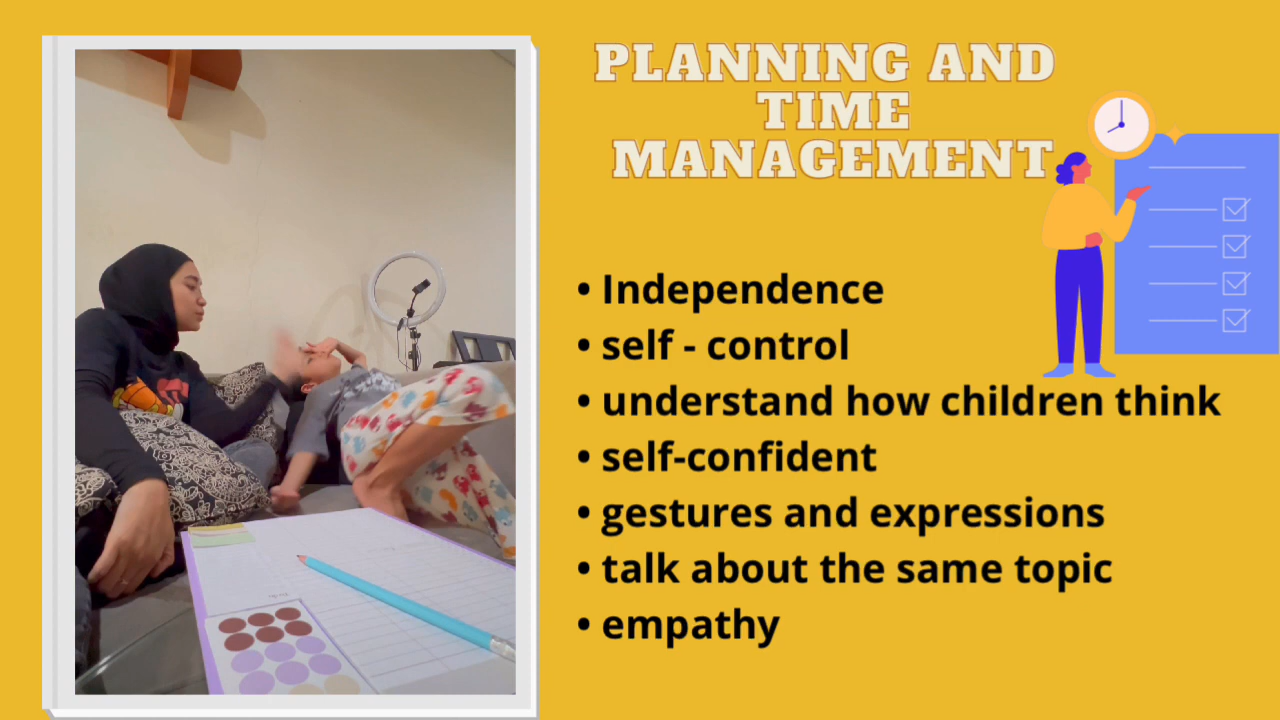 PLANNING AND
TIME
MANAGEMENT
• Independence
• self - control
• understand how children think
• self-confident
• gestures and expressions
• talk about the same topic
• empathy